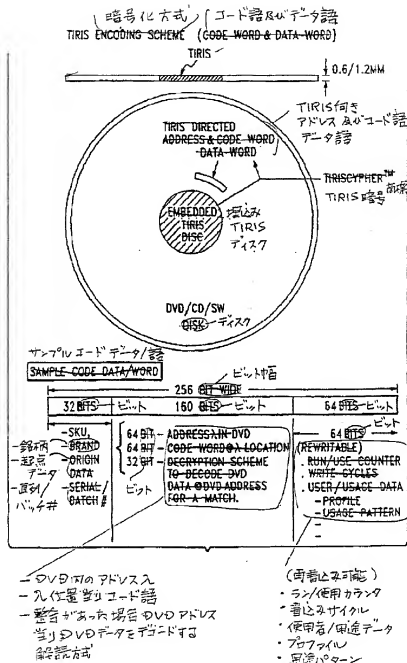 暗号化方式 コード語及びデータ語
TIRIS ENCODING SCHEME (CODE WORD & DATA WORD)
TIRIS
0.6/1.2MM
TIRIS付き
アドレス及びコード語
データ語
TIRIS DIRECTED
ADDRESS & CODE WORD
DATA WORD
TIRISCYPHER™
TIRIS暗号
EMBEDDED
TIRIS
DISC
埋込み
TIRIS
ディスク
DVD/CD/SW
DISK ディスク
サンプルコードデータ/語
SAMPLE CODE DATA/WORD
256 BIT WIDE ビット幅
32 BITS ビット 160 BITS ビット 64 BITS ビット
-SKU,
-BRAND
-ORIGIN
DATA
-SERIAL/
BATCH #
-銘柄
-起点
データ
-直列/
バッチ#
64 BIT - ADDRESS λ IN DVD
64 BIT - CODE WORD @ λ LOCATION
32 BIT - DECRYPTION SCHEME
TO DECODE DVD
DATA @ DVD ADDRESS
FOR A MATCH.
ビット
64 BITS ビット
(REWRITABLE)
. RUN/USE COUNTER
. WRITE CYCLES
. USER/USAGE DATA
-PROFILE
-USAGE PATTERN
- DVD内のアドレス入
- 入位置当りコード語
- 整合があった場合DVDアドレス
当りDVDデータをデコードする
解読方式
(再書込み可能)
・ラン/使用カウンタ
・書込みサイクル
・使用者/用途データ
・プロファイル
・用途パターン